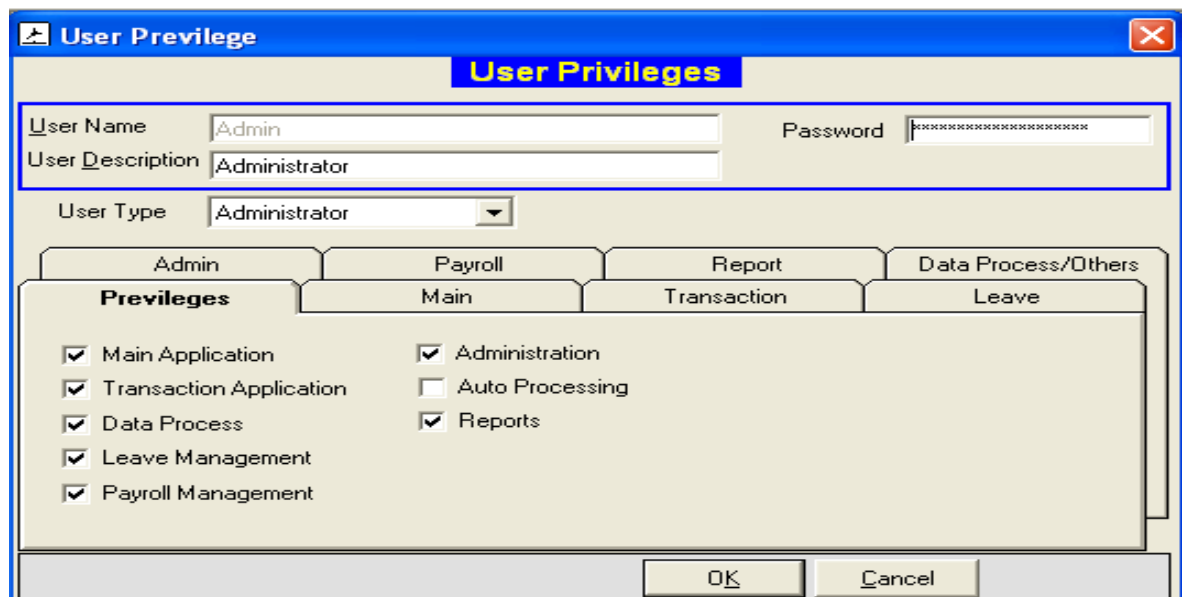 User Previlege
User Privileges
User Name Admin Password ********************
User Description Administrator
User Type Administrator
Admin Payroll Report Data Process/Others
Previleges Main Transaction Leave
Main Application Administration
Transaction Application Auto Processing
Data Process Reports
Leave Management
Payroll Management
OK Cancel